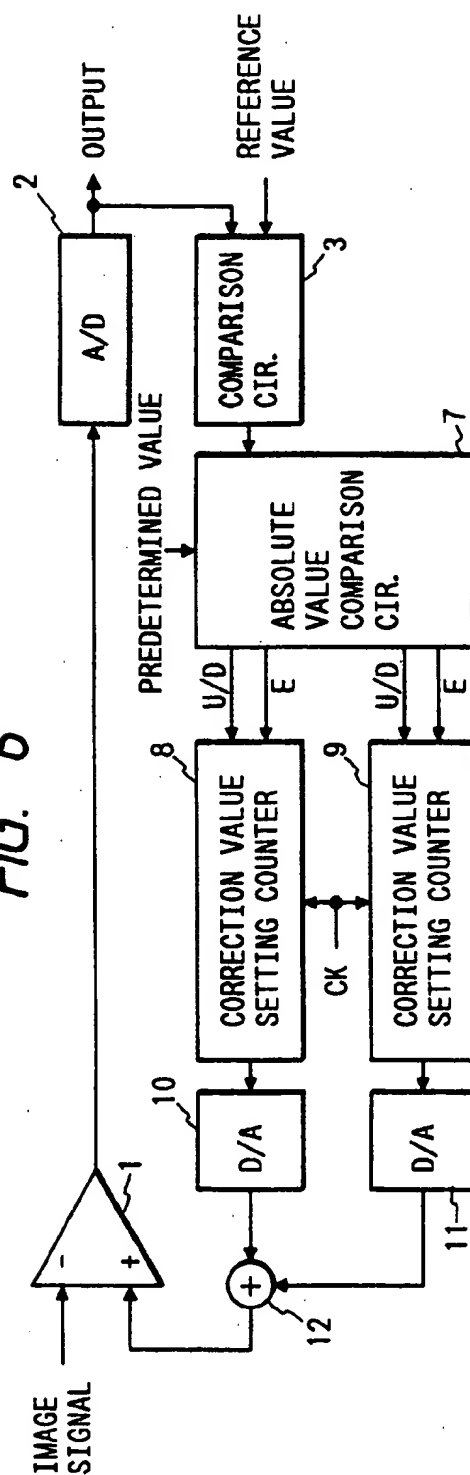 FIG. 6
IMAGE
SIGNAL
-
+
1
A/D
2
OUTPUT
PREDETERMINED VALUE
COMPARISON
CIR.
3
REFERENCE
VALUE
ABSOLUTE
VALUE
COMPARISON
CIR.
7
U/D
E
U/D
E
8
CORRECTION VALUE
SETTING COUNTER
CK
9
CORRECTION VALUE
SETTING COUNTER
10
D/A
D/A
11
+
12